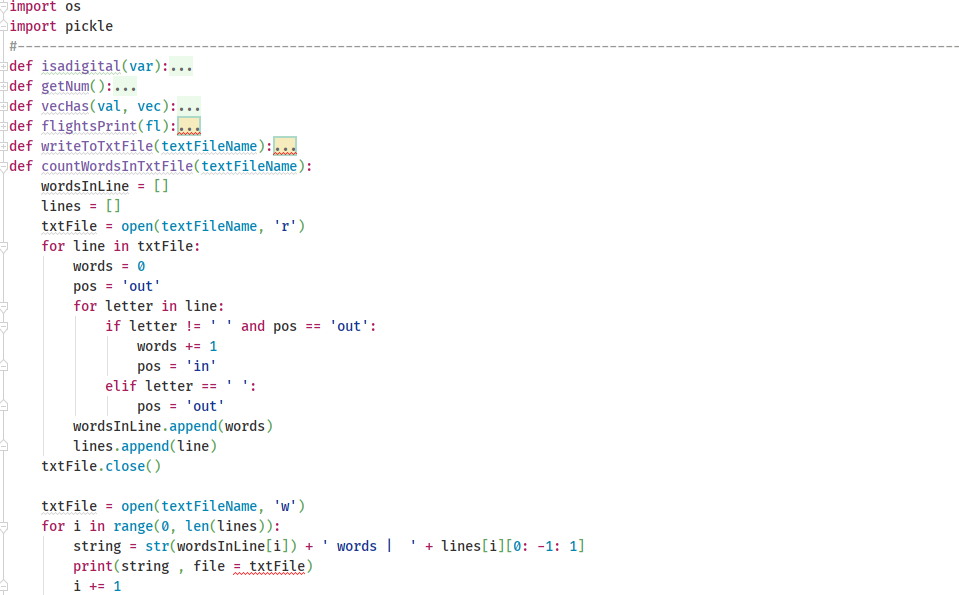 import os
import pickle
#---------------------------------------------------------------------------------------------------------------------
def isadigital(var):...
def getNum():...
def vecHas(val, vec):...
def flightsPrint(fl):...
def writeToTxtFile(textFileName):...
def countWordsInTxtFile(textFileName):
    wordsInLine = []
    lines = []
    txtFile = open(textFileName, 'r')
    for line in txtFile:
        words = 0
        pos = 'out'
        for letter in line:
            if letter != ' ' and pos == 'out':
                words += 1
                pos = 'in'
            elif letter == ' ':
                pos = 'out'
        wordsInLine.append(words)
        lines.append(line)
    txtFile.close()

    txtFile = open(textFileName, 'w')
    for i in range(0, len(lines)):
        string = str(wordsInLine[i]) + ' words |  ' + lines[i][0: -1: 1]
        print(string , file = txtFile)
        i += 1